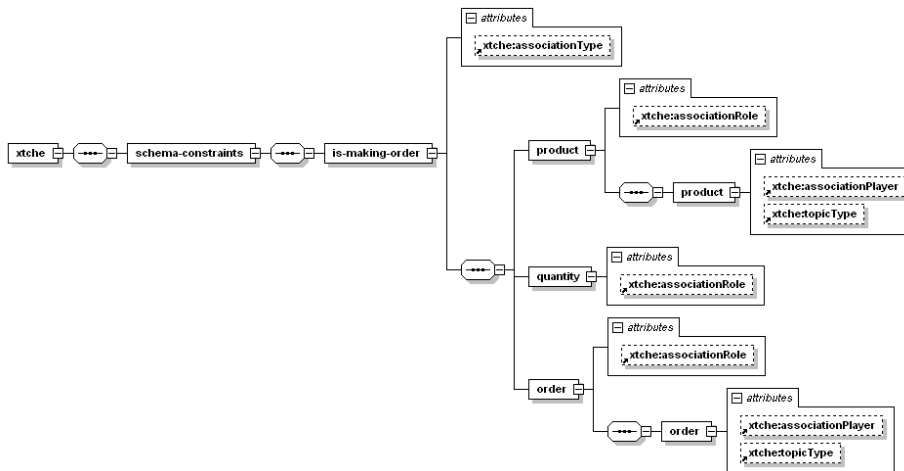 attributes
xtche:associationType
attributes
xtche:associationRole
xtche
schema-constraints
is-making-order
product
attributes
product
xtche:associationPlayer
xtche:topicType
attributes
quantity
xtche:associationRole
attributes
xtche:associationRole
order
attributes
order
xtche:associationPlayer
xtche:topicType